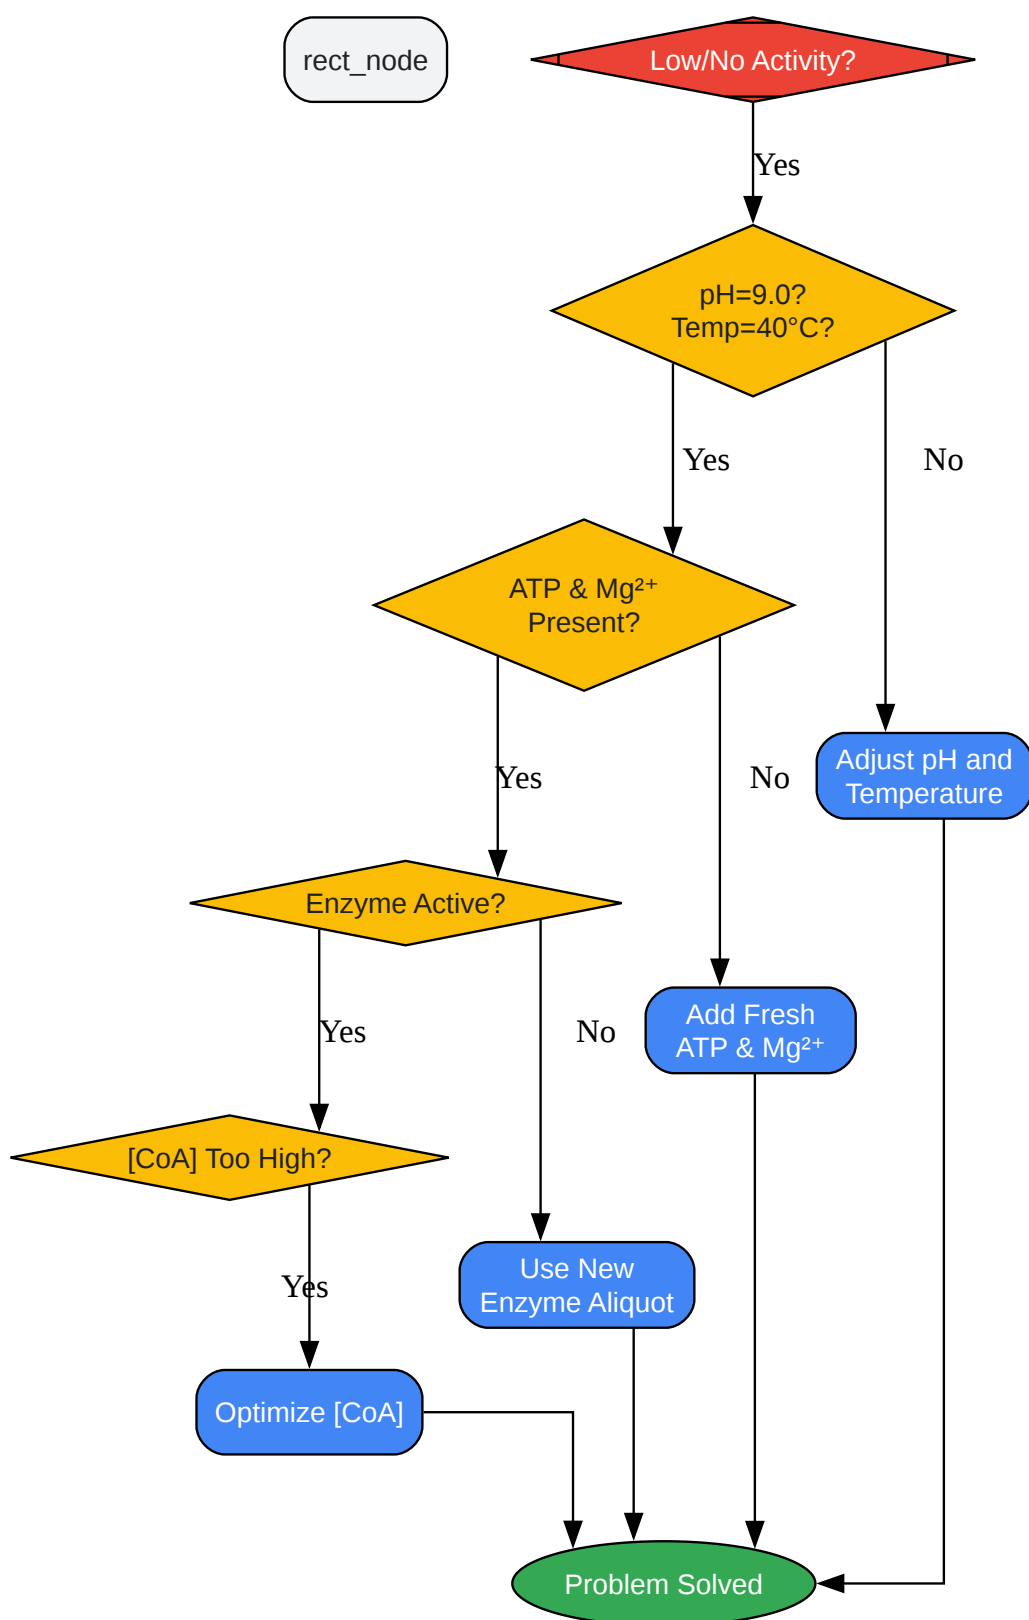 rect_node
Low/No Activity?
Yes
pH=9.0?
Temp=40°C?
Yes
No
ATP & Mg²⁺
Present?
Yes
No
Adjust pH and
Temperature
Enzyme Active?
Yes
No
Add Fresh
ATP & Mg²⁺
[CoA] Too High?
Yes
Use New
Enzyme Aliquot
Optimize [CoA]
Problem Solved